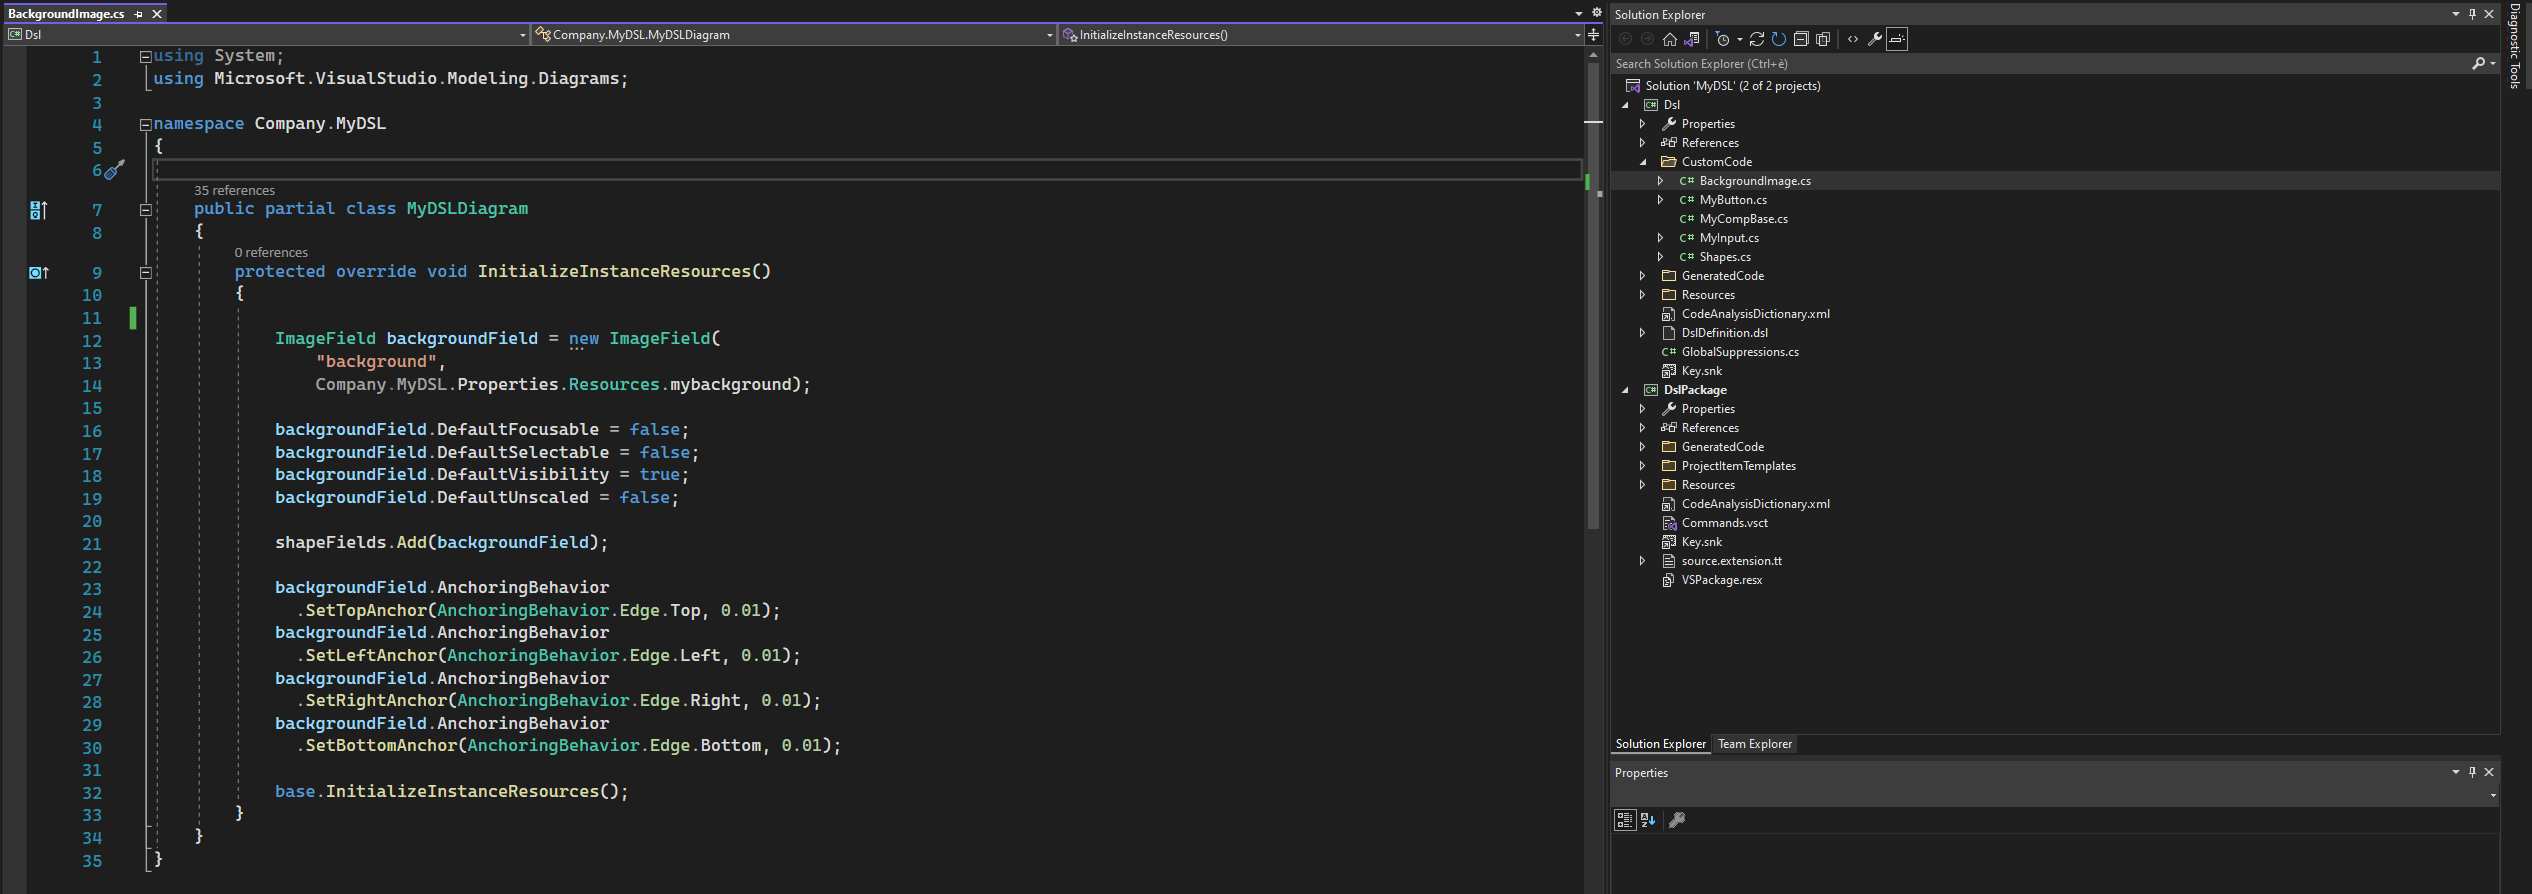 BackgroundImage.cs
Dsl
Company.MyDSL.MyDSLDiagram
InitializeInstanceResources()
1 using System;
2 using Microsoft.VisualStudio.Modeling.Diagrams;
3
4 namespace Company.MyDSL
5 {
6
35 references
7 public partial class MyDSLDiagram
8 {
0 references
9 protected override void InitializeInstanceResources()
10 {
11
12 ImageField backgroundField = new ImageField(
13 "background",
14 Company.MyDSL.Properties.Resources.mybackground);
15
16 backgroundField.DefaultFocusable = false;
17 backgroundField.DefaultSelectable = false;
18 backgroundField.DefaultVisibility = true;
19 backgroundField.DefaultUnscaled = false;
20
21 shapeFields.Add(backgroundField);
22
23 backgroundField.AnchoringBehavior
24 .SetTopAnchor(AnchoringBehavior.Edge.Top, 0.01);
25 backgroundField.AnchoringBehavior
26 .SetLeftAnchor(AnchoringBehavior.Edge.Left, 0.01);
27 backgroundField.AnchoringBehavior
28 .SetRightAnchor(AnchoringBehavior.Edge.Right, 0.01);
29 backgroundField.AnchoringBehavior
30 .SetBottomAnchor(AnchoringBehavior.Edge.Bottom, 0.01);
31
32 base.InitializeInstanceResources();
33 }
34 }
35 }
Solution Explorer
Search Solution Explorer (Ctrl+è)
Solution 'MyDSL' (2 of 2 projects)
C# Dsl
Properties
References
CustomCode
C# BackgroundImage.cs
C# MyButton.cs
C# MyCompBase.cs
C# MyInput.cs
C# Shapes.cs
GeneratedCode
Resources
CodeAnalysisDictionary.xml
DslDefinition.dsl
C# GlobalSuppressions.cs
Key.snk
C# DslPackage
Properties
References
GeneratedCode
ProjectItemTemplates
Resources
CodeAnalysisDictionary.xml
Commands.vsct
Key.snk
source.extension.tt
VSPackage.resx
Solution Explorer
Team Explorer
Properties
Diagnostic Tools